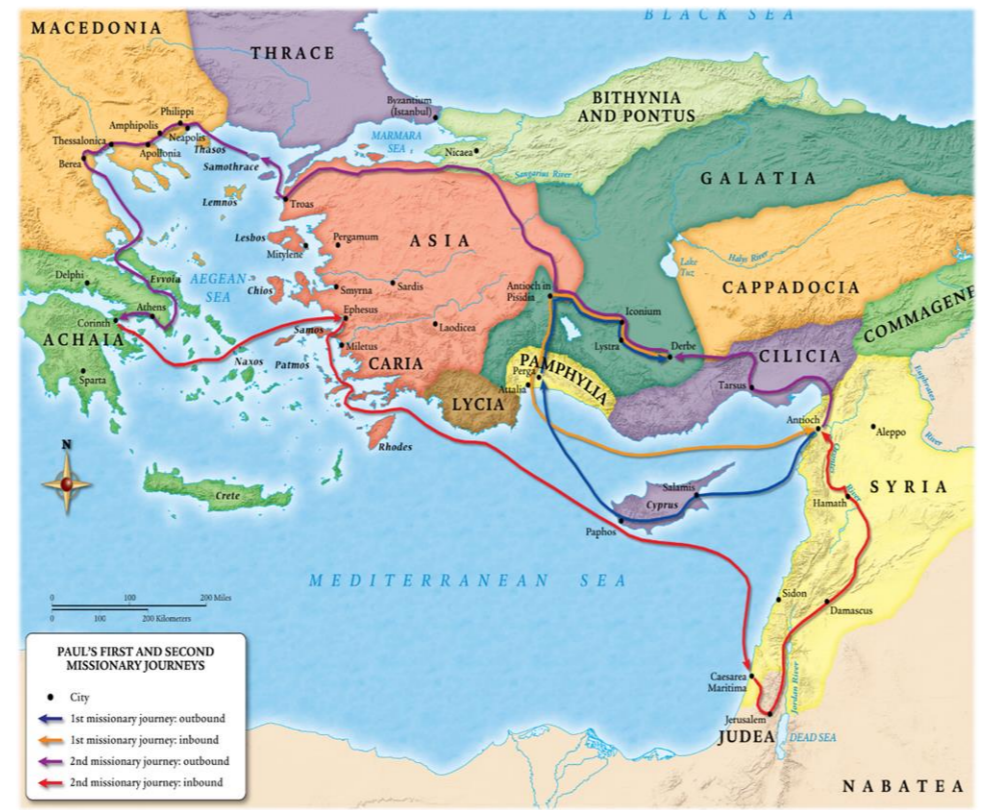 BLACK SEA
MACEDONIA
THRACE
Byzantium
(Istanbul)
BITHYNIA
AND PONTUS
Philippi
Amphipolis
Neapolis
Thessalonica
Apollonia
Thasos
Berea
Samothrace
MARMARA
SEA
Nicaea
Sangarius River
GALATIA
Lemnos
Troas
Lesbos
Mitylene
Pergamum
ASIA
Halys River
Lake
Tuz
CAPPADOCIA
Delphi
Evvoia
AEGEAN
SEA
Chios
Smyrna
Sardis
Antioch in
Pisidia
COMMAGENE
Athens
Corinth
ACHAIA
Ephesus
Samos
Laodicea
Iconium
Lystra
Derbe
CILICIA
Miletus
Naxos
Patmos
CARIA
Sparta
Perga
PAMPHYLIA
Attalia
LYCIA
Tarsus
Euphrates
River
Antioch
Aleppo
N
Rhodes
Orontes
River
SYRIA
Hamath
Crete
Salamis
Cyprus
Paphos
MEDITERRANEAN SEA
0 100 200 Miles
0 100 200 Kilometers
Sidon
Damascus
PAUL'S FIRST AND SECOND
MISSIONARY JOURNEYS
City
1st missionary journey: outbound
1st missionary journey: inbound
2nd missionary journey: outbound
2nd missionary journey: inbound
Caesarea
Maritima
Jordan River
Jerusalem
JUDEA
DEAD SEA
NABATEA